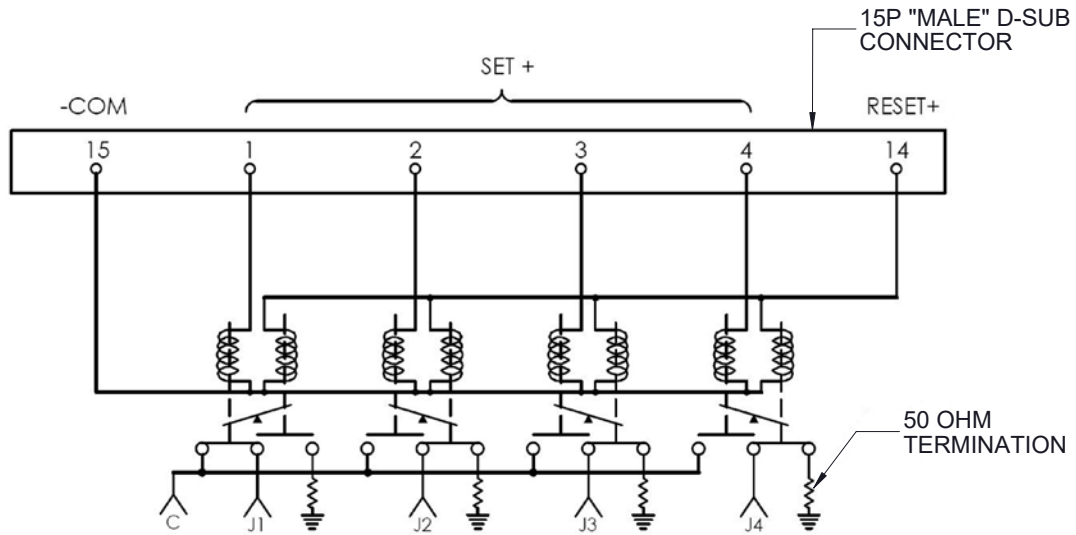 15P "MALE" D-SUB
CONNECTOR
SET +
-COM
RESET+
15
1
2
3
4
14
50 OHM
TERMINATION
C
J1
J2
J3
J4